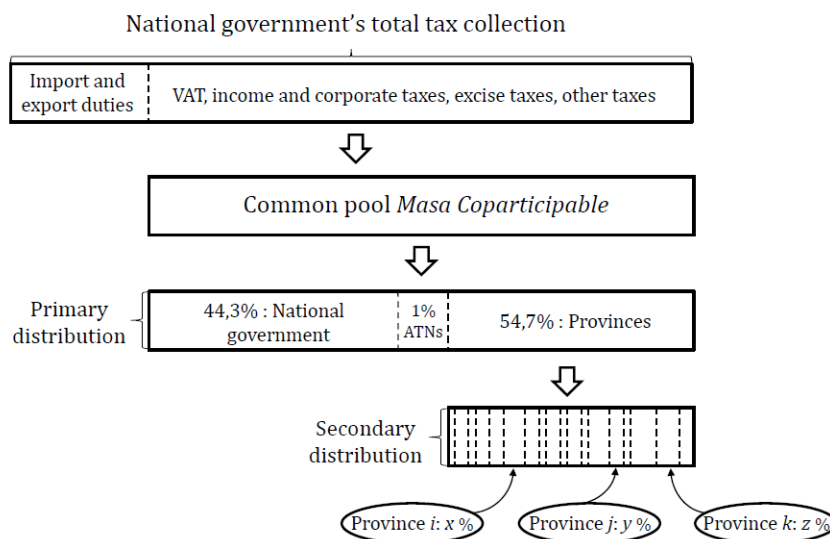 National government's total tax collection
Import and
export duties
VAT, income and corporate taxes, excise taxes, other taxes
Common pool Masa Coparticipable
Primary
distribution
44,3% : National
government
1%
ATNs
54,7% : Provinces
Secondary
distribution
Province i: x %
Province j: y %
Province k: z %